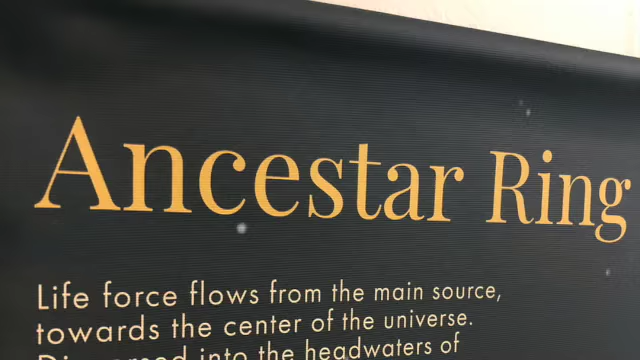 Ancestar Ring
Life force flows from the main source,
towards the center of the universe.
Dispersed into the headwaters of